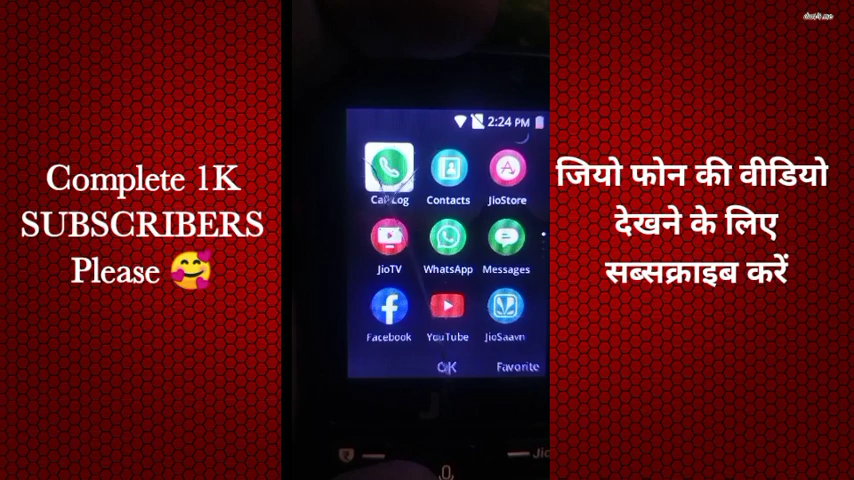 Complete 1K
SUBSCRIBERS
Please 🥰
2:24 PM
Call Log
Contacts
JioStore
JioTV
WhatsApp
Messages
Facebook
YouTube
JioSaavn
OK
Favorite
J
Jio
जियो फोन की वीडियो
देखने के लिए
सब्सक्राइब करें